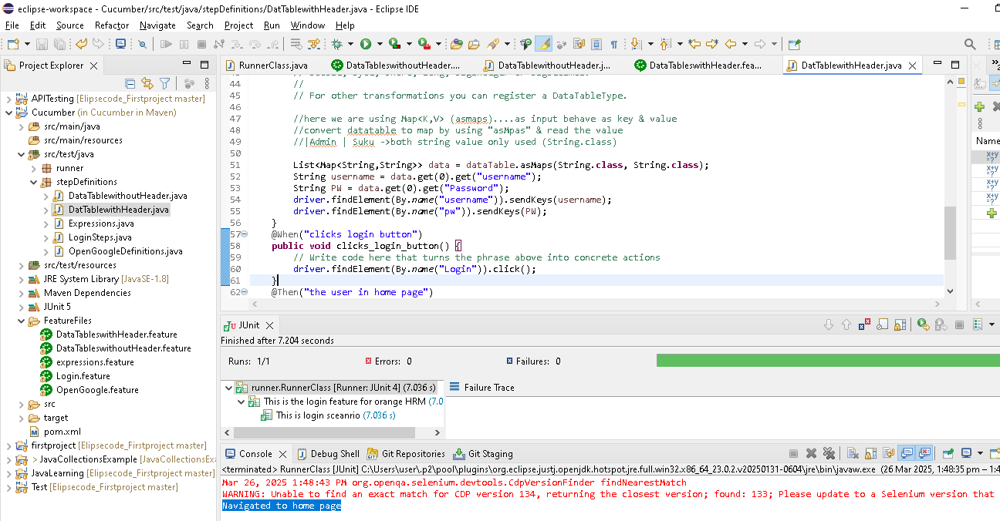 eclipse-workspace - Cucumber/src/test/java/stepDefinitions/DatTablewithHeader.java - Eclipse IDE
File Edit Source Refactor Navigate Search Project Run Window Help
Project Explorer
RunnerClass.java DataTableswithoutHeader.... DataTablewithoutHeader.j... DataTableswithHeader.fea... DatTablewithHeader.java
APITesting [Elipsecode_Firstproject master]
Cucumber (in Cucumber in Maven)
src/main/java
src/main/resources
src/test/java
runner
stepDefinitions
DataTablewithoutHeader.java
DatTablewithHeader.java
Expressions.java
LoginSteps.java
OpenGoogleDefinitions.java
src/test/resources
JRE System Library [JavaSE-1.8]
Maven Dependencies
JUnit 5
FeatureFiles
DataTableswithHeader.feature
DataTableswithoutHeader.feature
expressions.feature
Login.feature
OpenGoogle.feature
src
target
pom.xml
firstproject [Elipsecode_Firstproject master]
> JavaCollectionsExample [JavaCollectionsExa
JavaLearning [Elipsecode_Firstproject master]
Test [Elipsecode_Firstproject master]
44 //
45 // For other transformations you can register a DataTableType.
46
47 //here we are using Map<K,V> (asmaps)....as input behave as key & value
48 //convert datatable to map by using "asMpas" & read the value
49 //|Admin | Suku ->both string value only used (String.class)
50
51 List<Map<String,String>> data = dataTable.asMaps(String.class, String.class);
52 String username = data.get(0).get("username");
53 String PW = data.get(0).get("Password");
54 driver.findElement(By.name("username")).sendKeys(username);
55 driver.findElement(By.name("pw")).sendKeys(PW);
56 }
57 @When("clicks login button")
58 public void clicks_login_button() {
59 // Write code here that turns the phrase above into concrete actions
60 driver.findElement(By.name("Login")).click();
61 }
62 @Then("the user in home page")
Name
x+y
=?
x+y
=?
x+y
=?
x+y
=?
JUnit
Finished after 7.204 seconds
Runs: 1/1 Errors: 0 Failures: 0
runner.RunnerClass [Runner: JUnit 4] (7.036 s)
This is the login feature for orange HRM (7.0
This is login sceanrio (7.036 s)
Failure Trace
Console Debug Shell Git Repositories Git Staging
<terminated> RunnerClass [JUnit] C:\Users\user\.p2\pool\plugins\org.eclipse.justj.openjdk.hotspot.jre.full.win32.x86_64_23.0.2.v20250131-0604\jre\bin\javaw.exe (26 Mar 2025, 1:48:35 pm – 1:4
Mar 26, 2025 1:48:43 PM org.openqa.selenium.devtools.CdpVersionFinder findNearestMatch
WARNING: Unable to find an exact match for CDP version 134, returning the closest version; found: 133; Please update to a Selenium version that
Navigated to home page